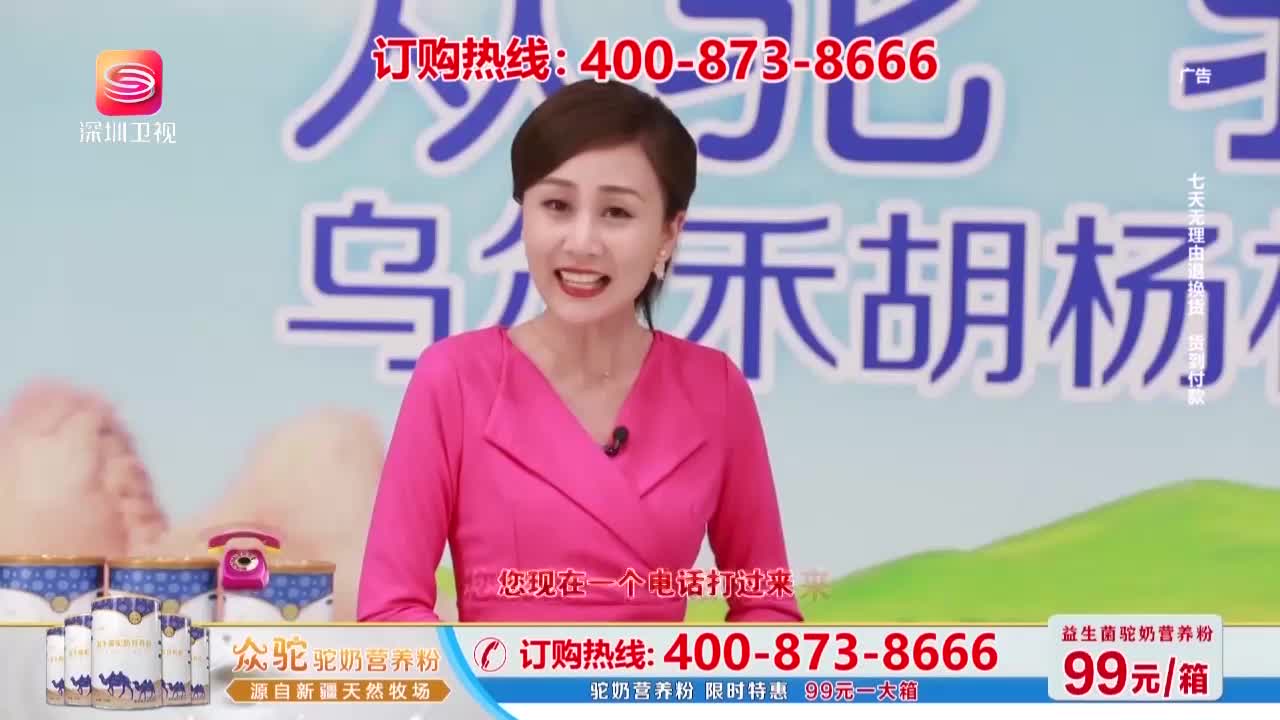 订购热线：400-873-8666
广告
深圳卫视
众驼
乌尔禾胡杨
七天无理由退换货 货到付款
您现在一个电话打过来
众驼 驼奶营养粉
源自新疆天然牧场
订购热线：400-873-8666
驼奶营养粉 限时特惠 99元一大箱
益生菌驼奶营养粉
99元/箱